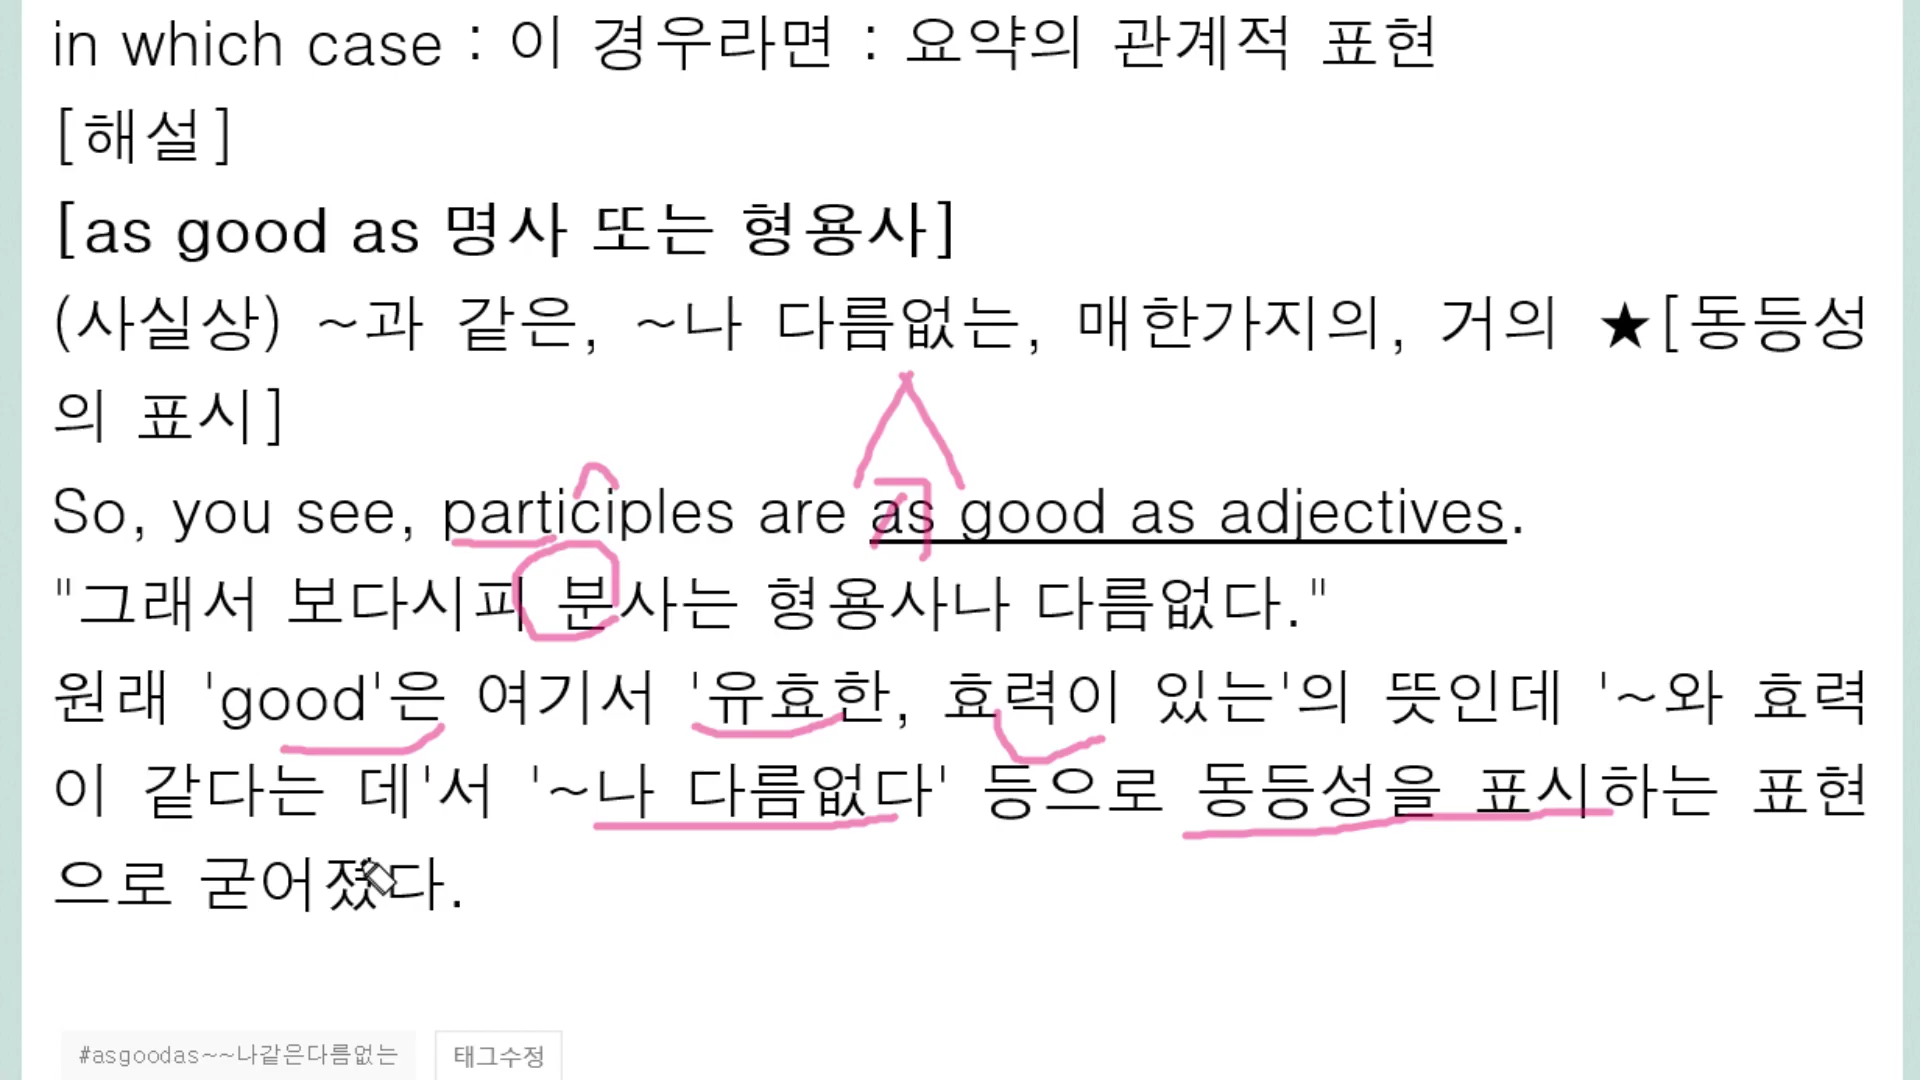 in which case : 이 경우라면 : 요약의 관계적 표현
[해설]
[as good as 명사 또는 형용사]
(사실상) ~과 같은, ~나 다름없는, 매한가지의, 거의 ★[동등성
의 표시]
So, you see, participles are as good as adjectives.
"그래서 보다시피 분사는 형용사나 다름없다."
원래 'good'은 여기서 '유효한, 효력이 있는'의 뜻인데 '~와 효력
이 같다는 데'서 '~나 다름없다' 등으로 동등성을 표시하는 표현
으로 굳어졌다.
#asgoodas~~나같은다름없는 태그수정